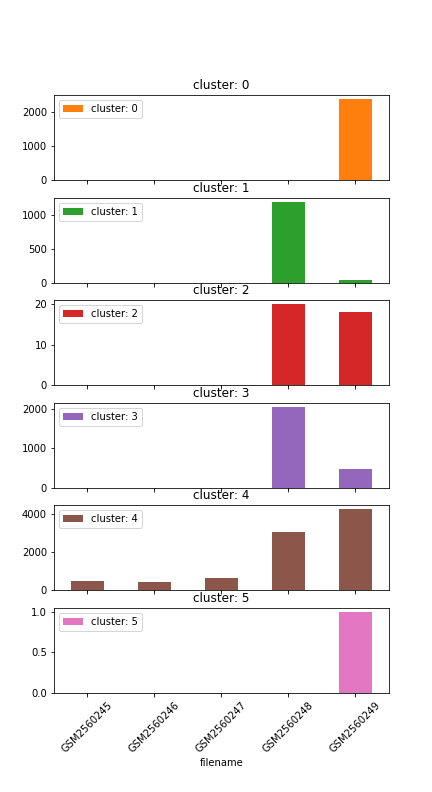 cluster: 0
cluster: 0
2000
1000
0
cluster: 1
cluster: 1
1000
500
0
cluster: 2
cluster: 2
20
10
0
cluster: 3
cluster: 3
2000
1000
0
cluster: 4
cluster: 4
4000
2000
0
cluster: 5
cluster: 5
1.0
0.5
0.0
GSM2560245
GSM2560246
GSM2560247
GSM2560248
GSM2560249
filename